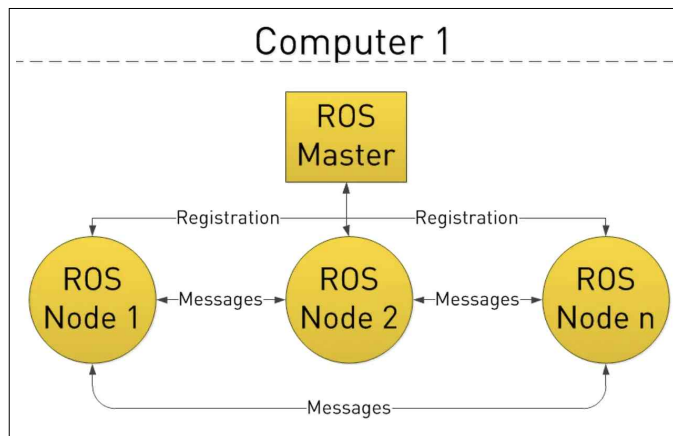 Computer 1
ROS
Master
Registration
Registration
ROS
Node 1
Messages
ROS
Node 2
Messages
ROS
Node n
Messages